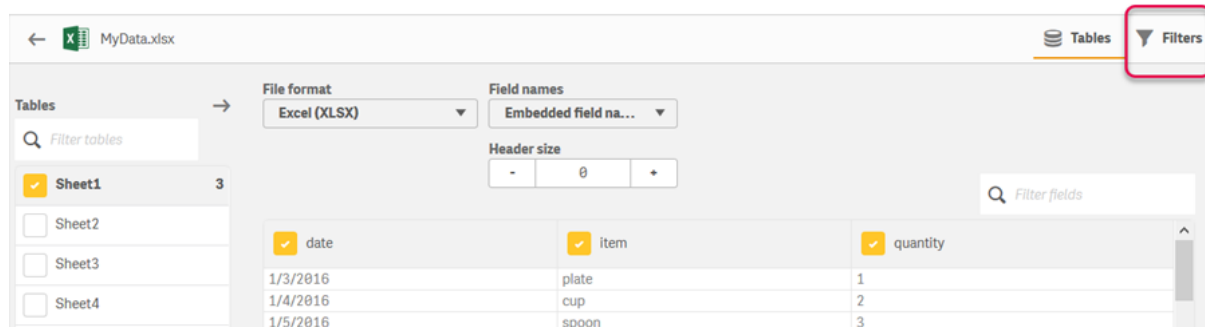 MyData.xlsx
Tables
Filters
Tables
Filter tables
Sheet1 3
Sheet2
Sheet3
Sheet4
File format
Excel (XLSX)
Field names
Embedded field na...
Header size
- 0 +
Filter fields
date item quantity
1/3/2016 plate 1
1/4/2016 cup 2
1/5/2016 spoon 3